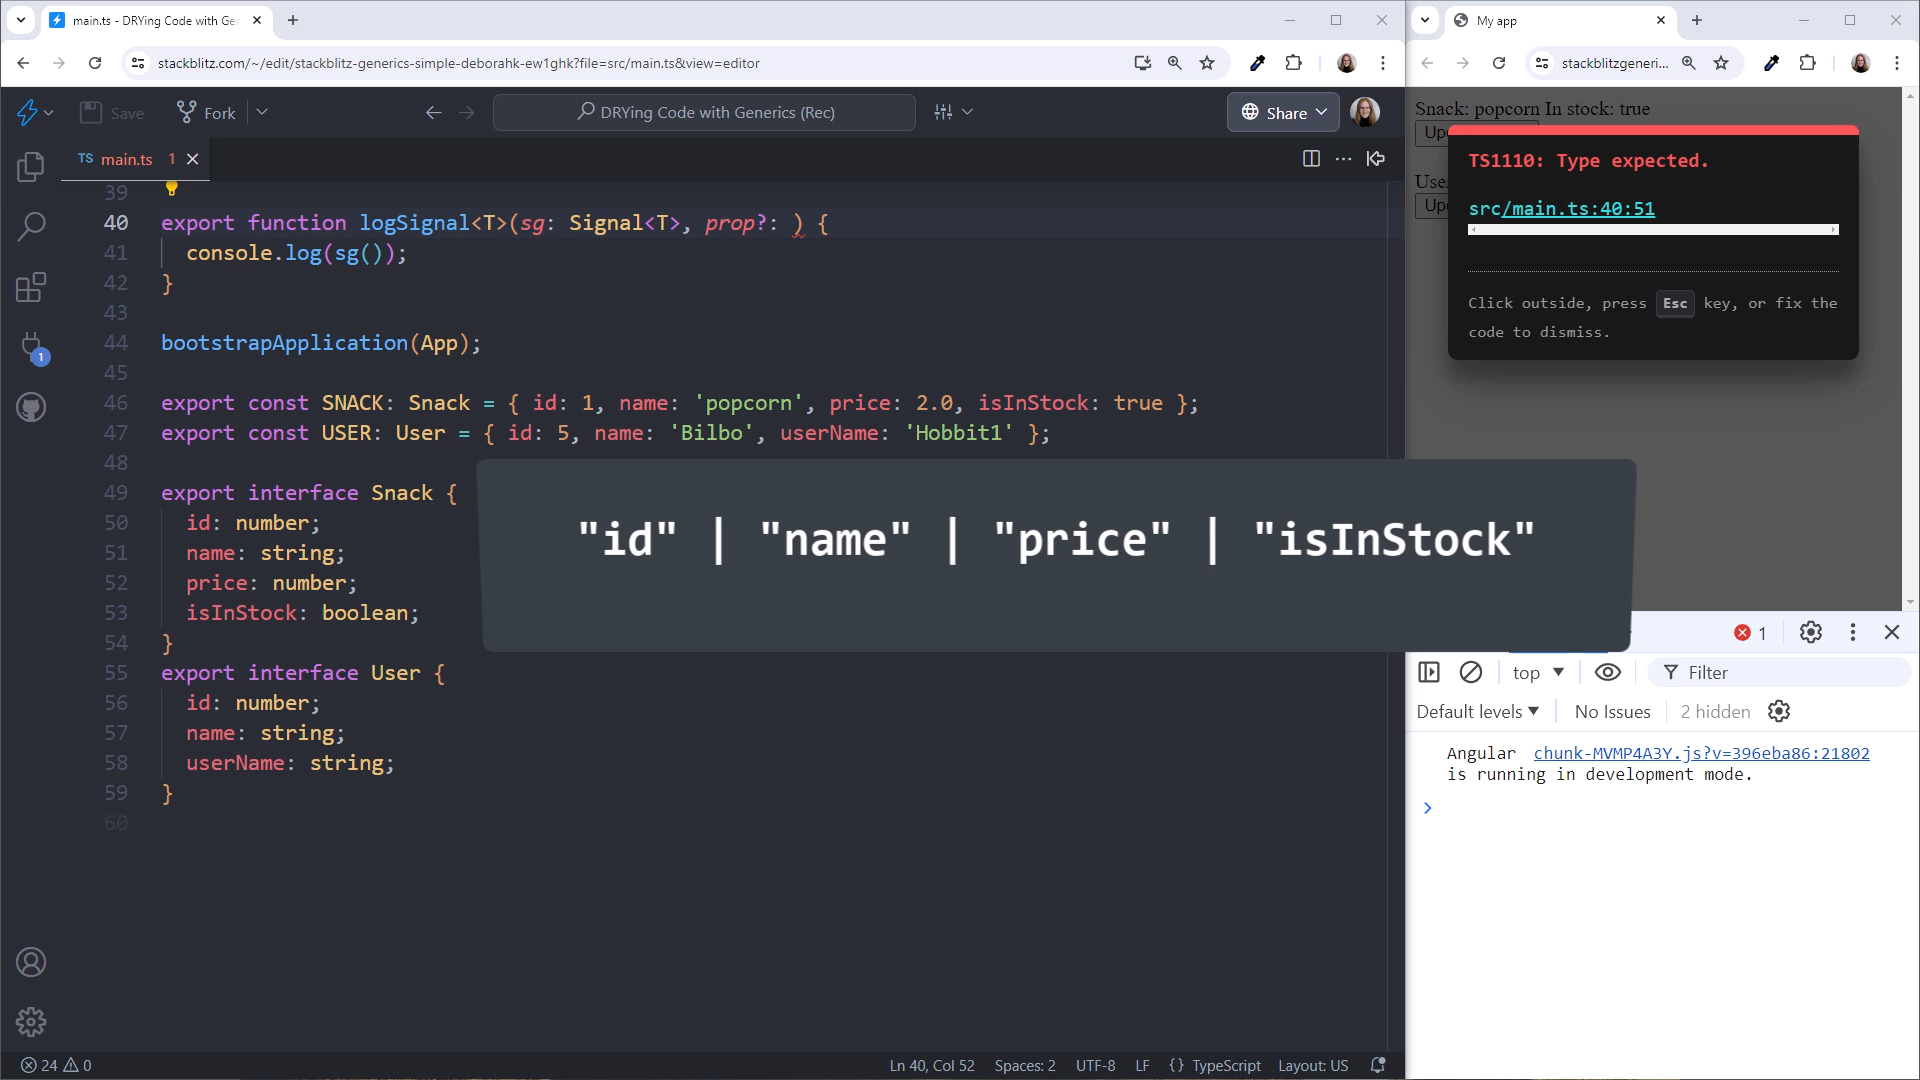 main.ts - DRYing Code with Ge
My app
stackblitz.com/~/edit/stackblitz-generics-simple-deborahk-ew1ghk?file=src/main.ts&view=editor
stackblitzgeneri...
Save
Fork
DRYing Code with Generics (Rec)
Share
TS main.ts 1
39
40 export function logSignal<T>(sg: Signal<T>, prop?: ) {
41 console.log(sg());
42 }
43
44 bootstrapApplication(App);
45
46 export const SNACK: Snack = { id: 1, name: 'popcorn', price: 2.0, isInStock: true };
47 export const USER: User = { id: 5, name: 'Bilbo', userName: 'Hobbit1' };
48
49 export interface Snack {
50 id: number;
51 name: string;
52 price: number;
53 isInStock: boolean;
54 }
55 export interface User {
56 id: number;
57 name: string;
58 userName: string;
59 }
60
"id" | "name" | "price" | "isInStock"
1
24 0
Ln 40, Col 52 Spaces: 2 UTF-8 LF {} TypeScript Layout: US
Snack: popcorn In stock: true
TS1110: Type expected.
src/main.ts:40:51
Click outside, press Esc key, or fix the
code to dismiss.
1
top
Filter
Default levels
No Issues
2 hidden
Angular chunk-MVMP4A3Y.js?v=396eba86:21802
is running in development mode.